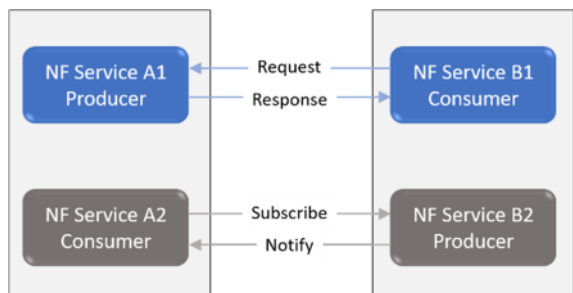 NF Service A1
Producer
Request
Response
NF Service B1
Consumer
NF Service A2
Consumer
Subscribe
Notify
NF Service B2
Producer